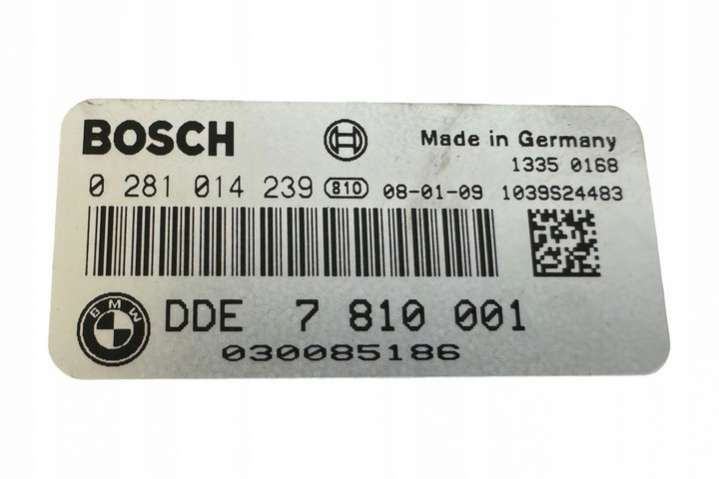 BOSCH Made in Germany
1335 0168
0 281 014 239 810 08-01-09 1039S24483
BMW DDE 7 810 001
030085186